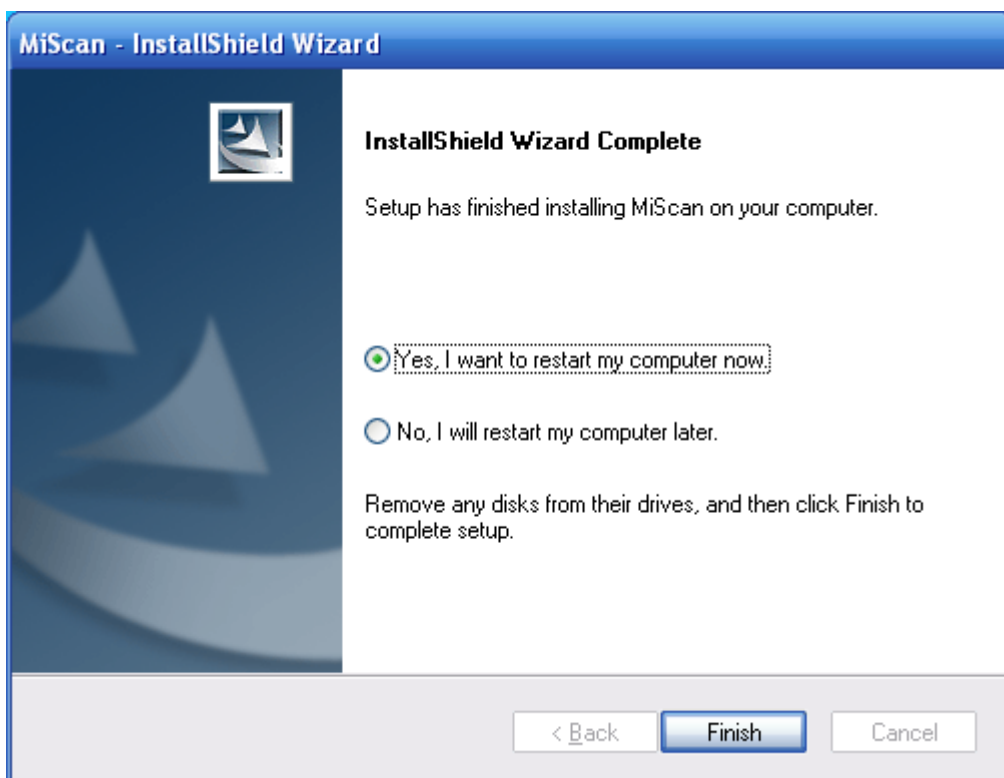 MiScan - InstallShield Wizard
InstallShield Wizard Complete
Setup has finished installing MiScan on your computer.
Yes, I want to restart my computer now.
No, I will restart my computer later.
Remove any disks from their drives, and then click Finish to
complete setup.
< Back
Finish
Cancel